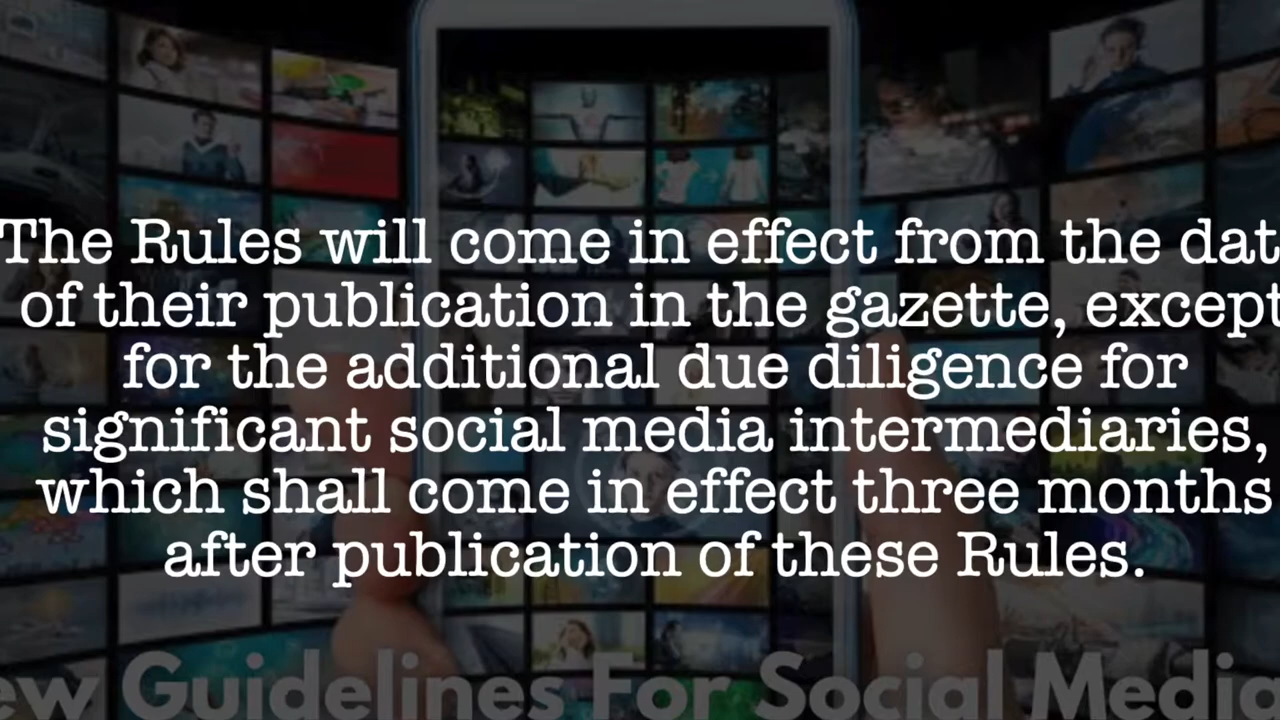 The Rules will come in effect from the dat
of their publication in the gazette, except
for the additional due diligence for
significant social media intermediaries,
which shall come in effect three months
after publication of these Rules.
ew Guidelines For Social Media